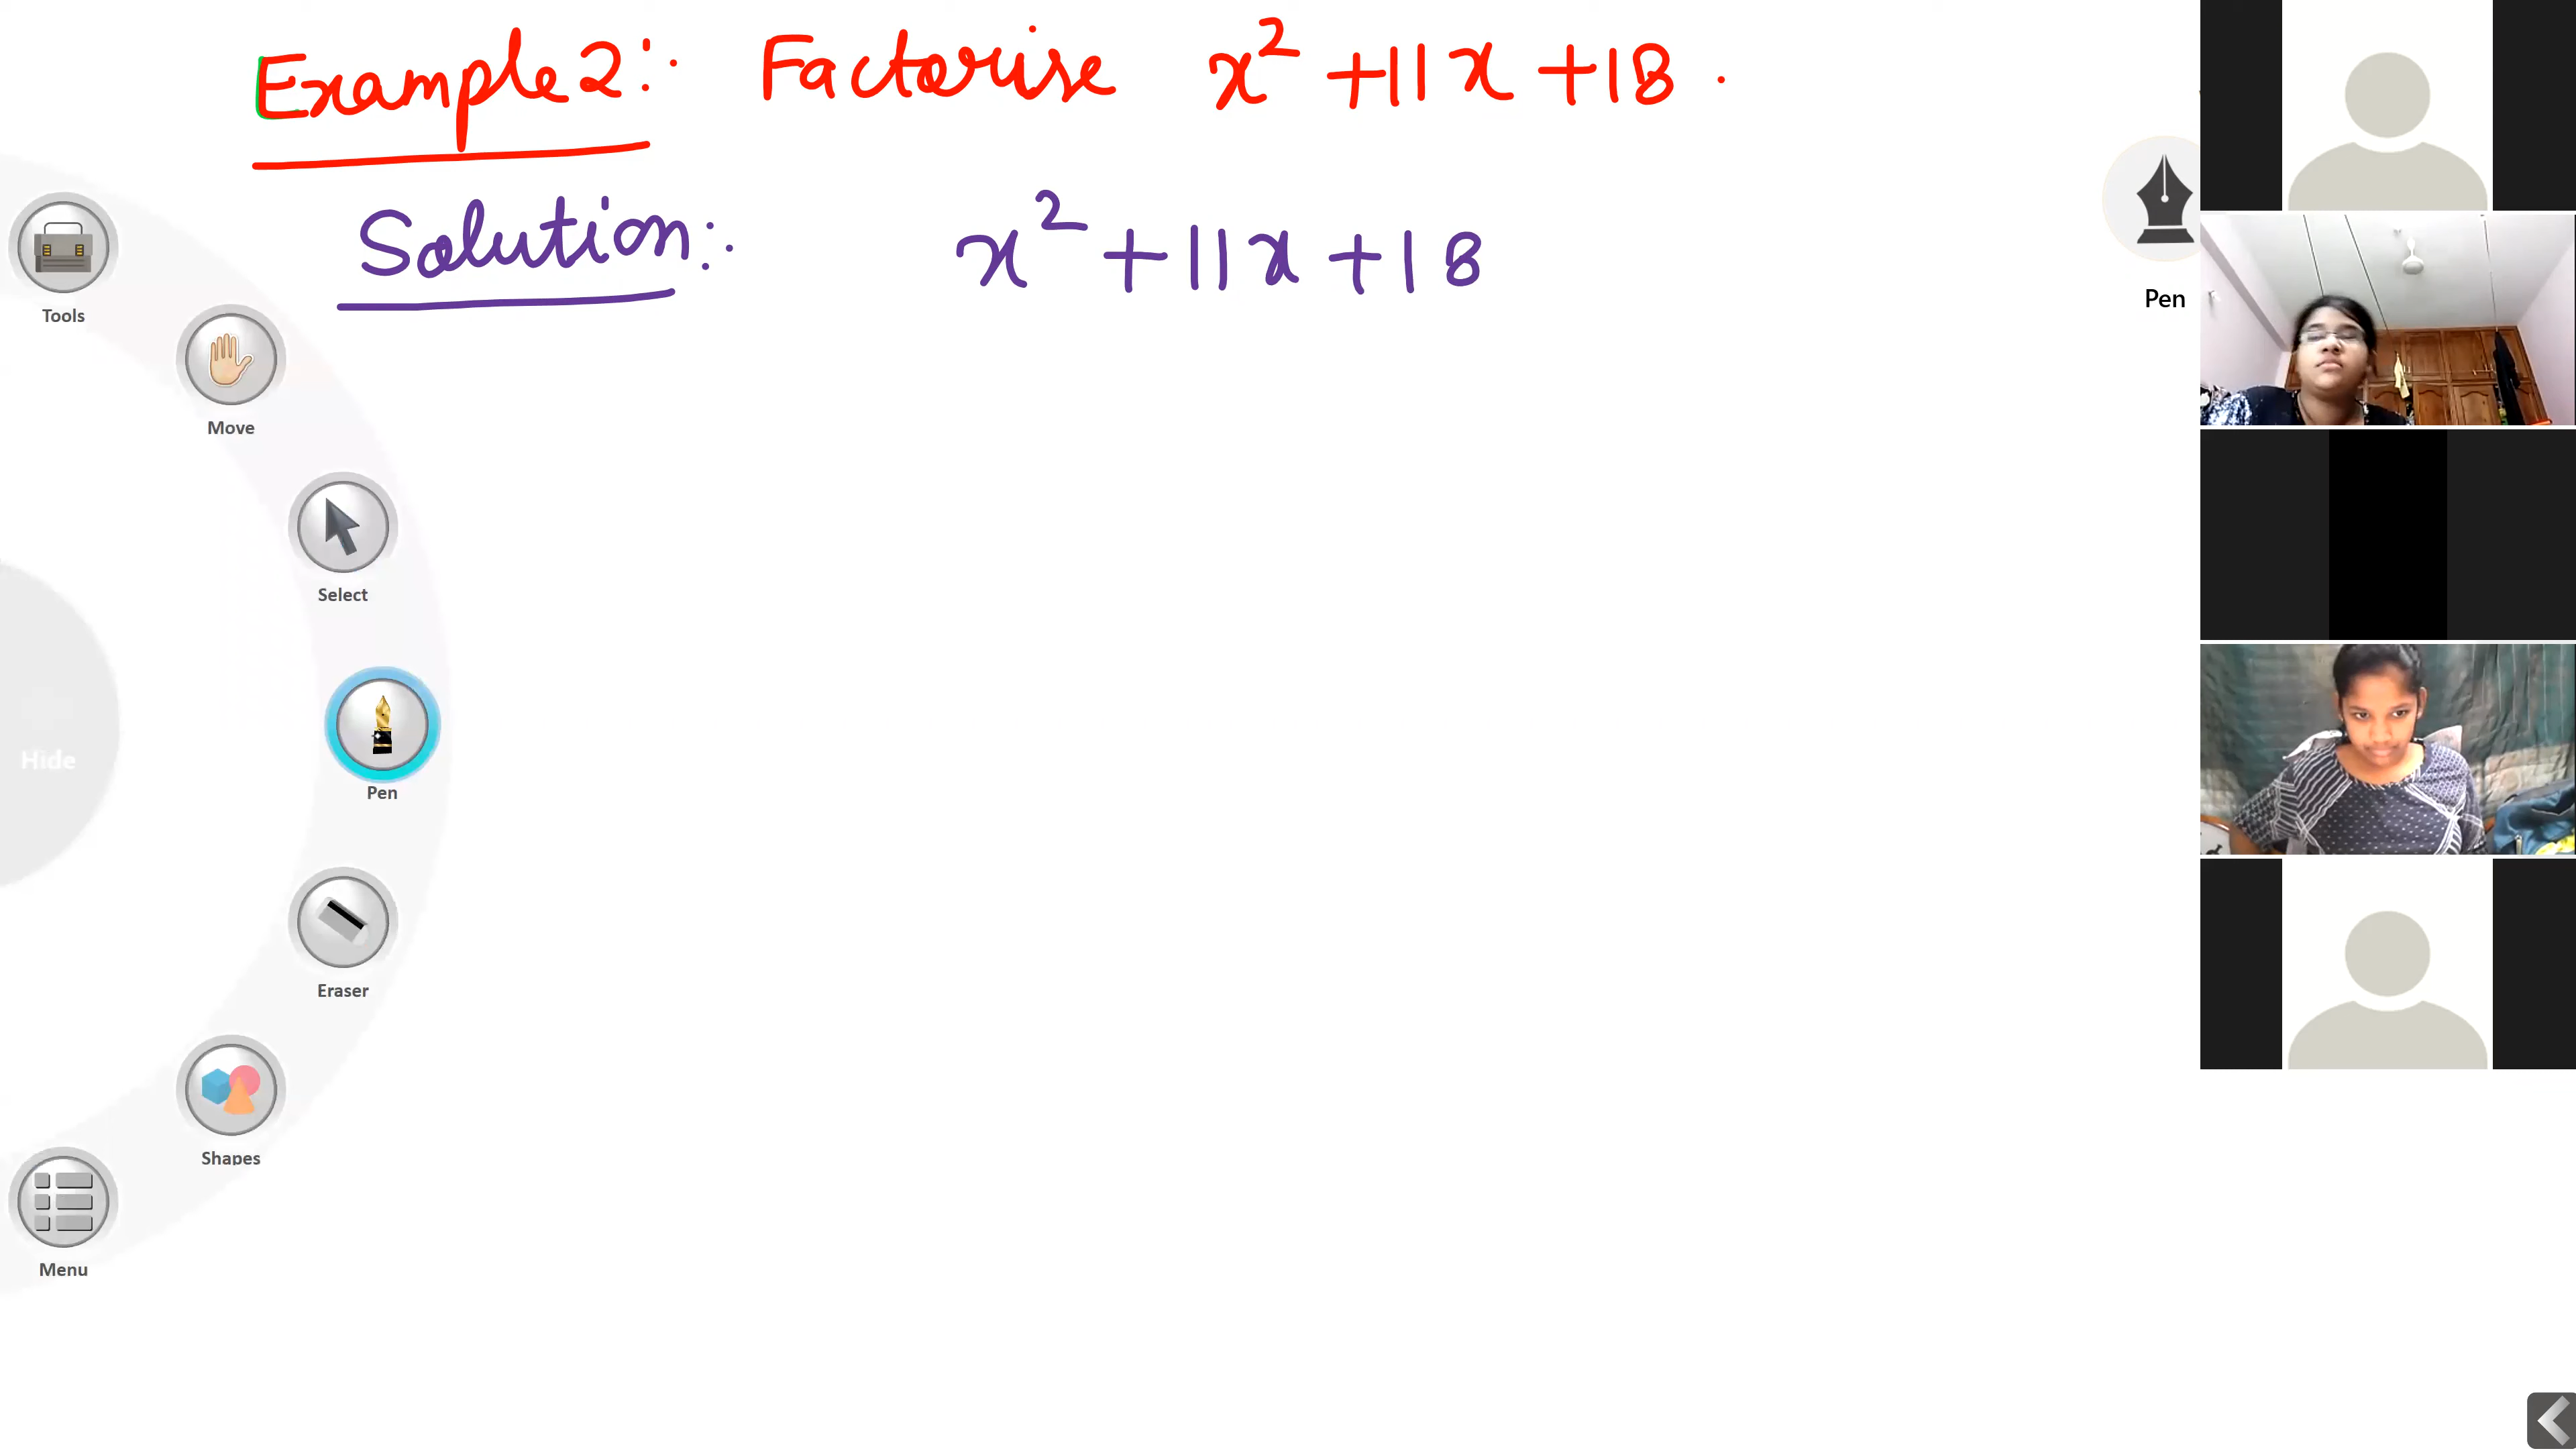 Example 2:· Factorise x² +11x +18 ·
Solution:· x² +11x +18
Tools
Move
Select
Pen
Hide
Pen
Eraser
Shapes
Menu